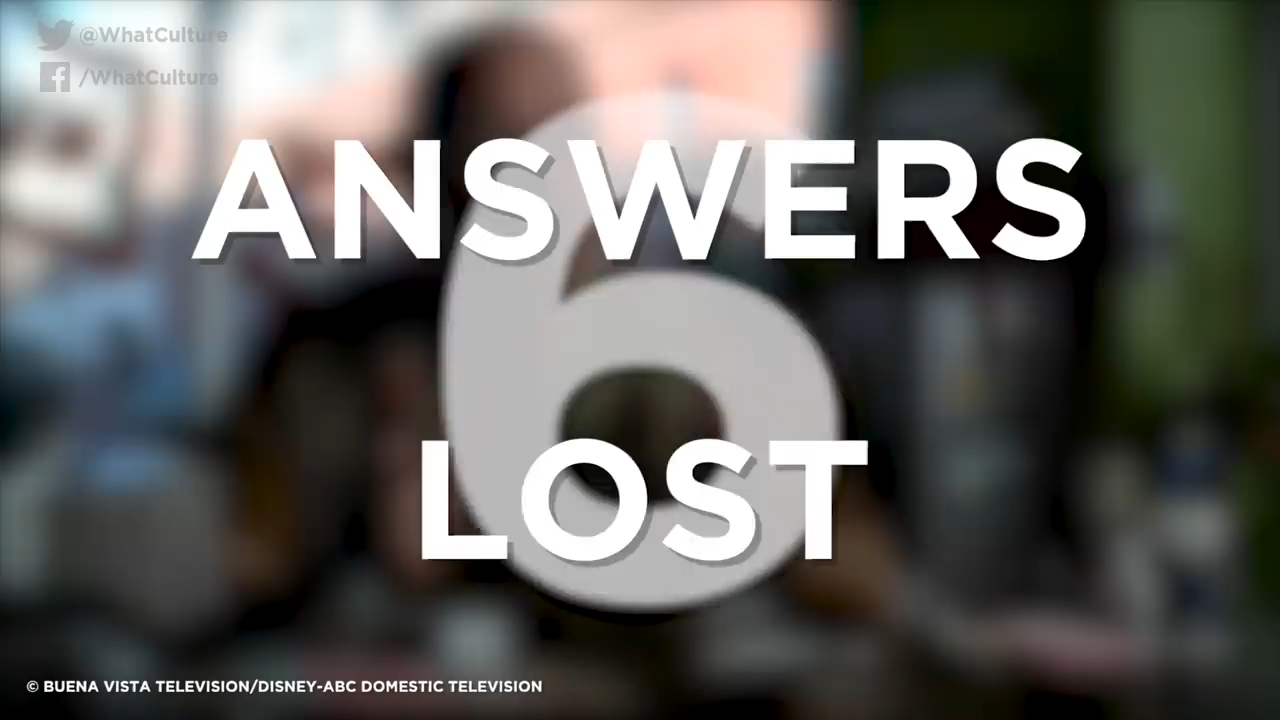 @WhatCulture
/WhatCulture
ANSWERS
6
LOST
© BUENA VISTA TELEVISION/DISNEY-ABC DOMESTIC TELEVISION